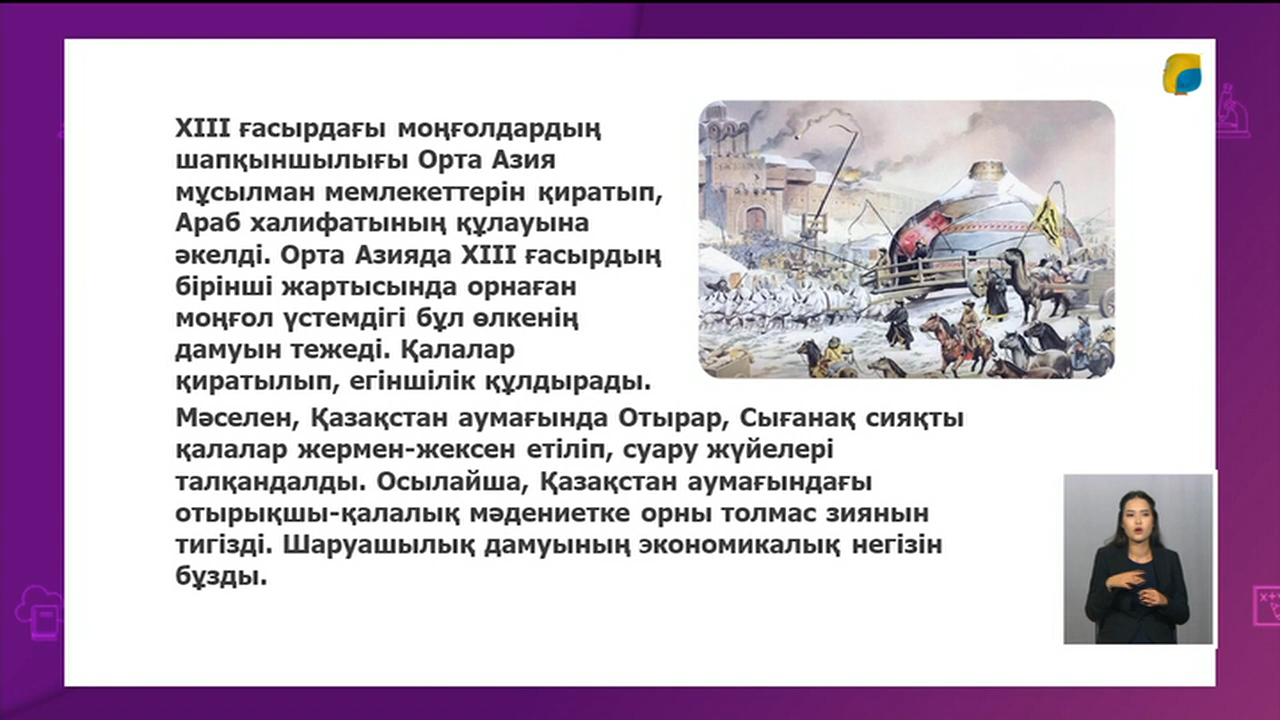 XIII ғасырдағы моңғолдардың
шапқыншылығы Орта Азия
мұсылман мемлекеттерін қиратып,
Араб халифатының құлауына
әкелді. Орта Азияда XIII ғасырдың
бірінші жартысында орнаған
моңғол үстемдігі бұл өлкенің
дамуын тежеді. Қалалар
қиратылып, егіншілік құлдырады.
Мәселен, Қазақстан аумағында Отырар, Сығанақ сияқты
қалалар жермен-жексен етіліп, суару жүйелері
талқандалды. Осылайша, Қазақстан аумағындағы
отырықшы-қалалық мәдениетке орны толмас зиянын
тигізді. Шаруашылық дамуының экономикалық негізін
бұзды.